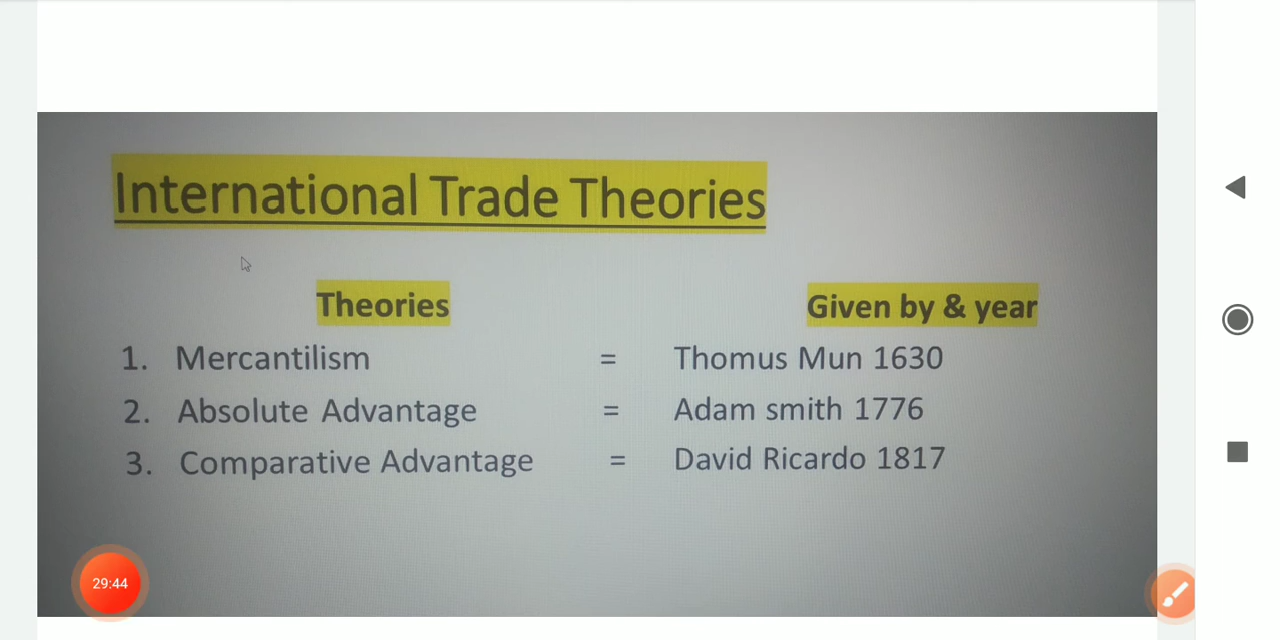 International Trade Theories
Theories Given by & year
1. Mercantilism = Thomus Mun 1630
2. Absolute Advantage = Adam smith 1776
3. Comparative Advantage = David Ricardo 1817
29:44